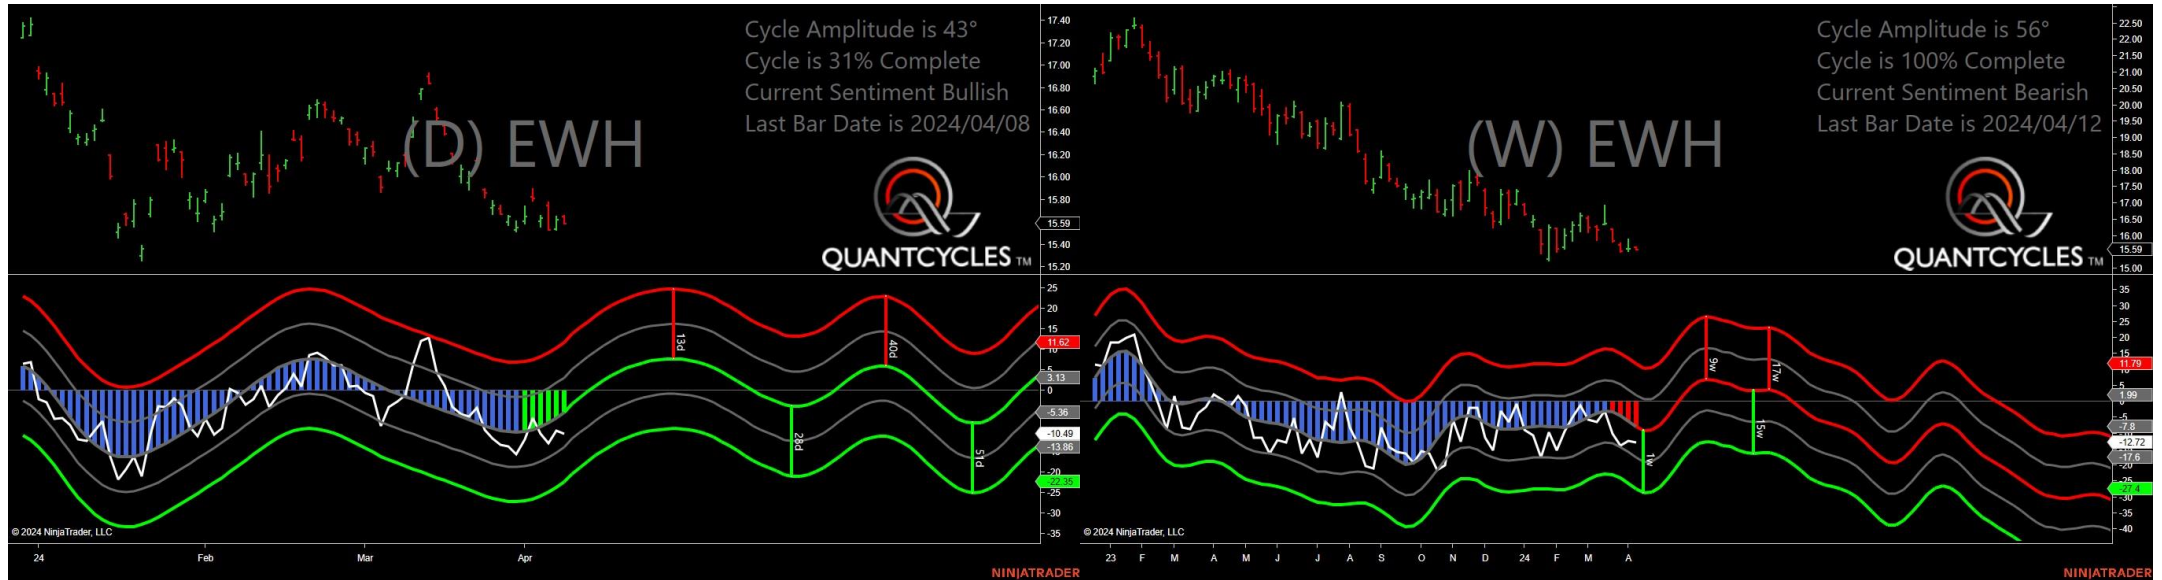 Cycle Amplitude is 43°
Cycle is 31% Complete
Current Sentiment Bullish
Last Bar Date is 2024/04/08
(D) EWH
QUANTCYCLES TM
17.40
17.20
17.00
16.80
16.60
16.40
16.20
16.00
15.80
15.59
15.40
15.20
25
20
15
11.62
10
5
3.13
0
-5.36
-10.49
-13.86
-20
-22.35
-25
-30
-35
13d
28d
40d
51d
© 2024 NinjaTrader, LLC
24 Feb Mar Apr
NINJATRADER
Cycle Amplitude is 56°
Cycle is 100% Complete
Current Sentiment Bearish
Last Bar Date is 2024/04/12
(W) EWH
QUANTCYCLES TM
22.50
22.00
21.50
21.00
20.50
20.00
19.50
19.00
18.50
18.00
17.50
17.00
16.50
16.00
15.59
15.00
35
30
25
20
15
11.79
5
1.99
0
-5
-7.8
-12.72
-17.6
-20
-25
-27.4
-30
-35
-40
1w
9w
15w
17w
© 2024 NinjaTrader, LLC
23 F M A M J J A S O N D 24 F M A
NINJATRADER